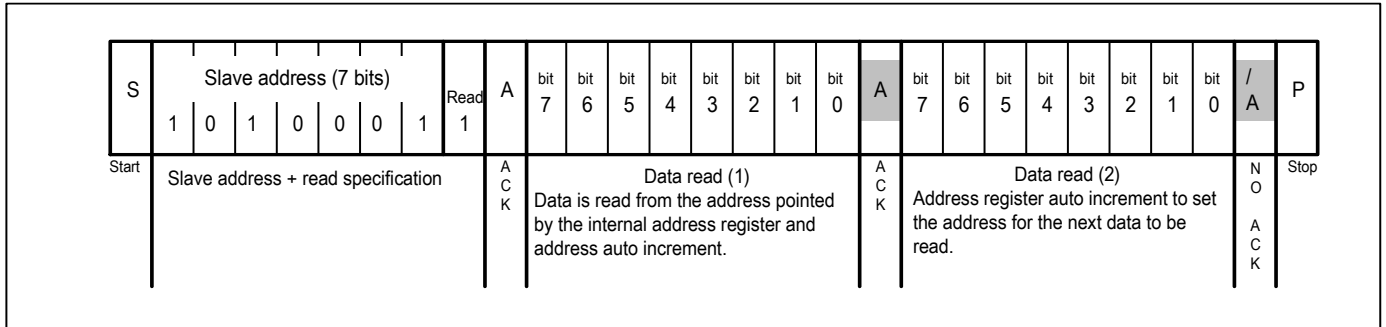 S Slave address (7 bits) Read A bit bit bit bit bit bit bit bit A bit bit bit bit bit bit bit bit / P
1 0 1 0 0 0 1 1 7 6 5 4 3 2 1 0 7 6 5 4 3 2 1 0 A
Start
Slave address + read specification
A
C
K
Data read (1)
Data is read from the address pointed
by the internal address register and
address auto increment.
A
C
K
Data read (2)
Address register auto increment to set
the address for the next data to be
read.
N
O
A
C
K
Stop